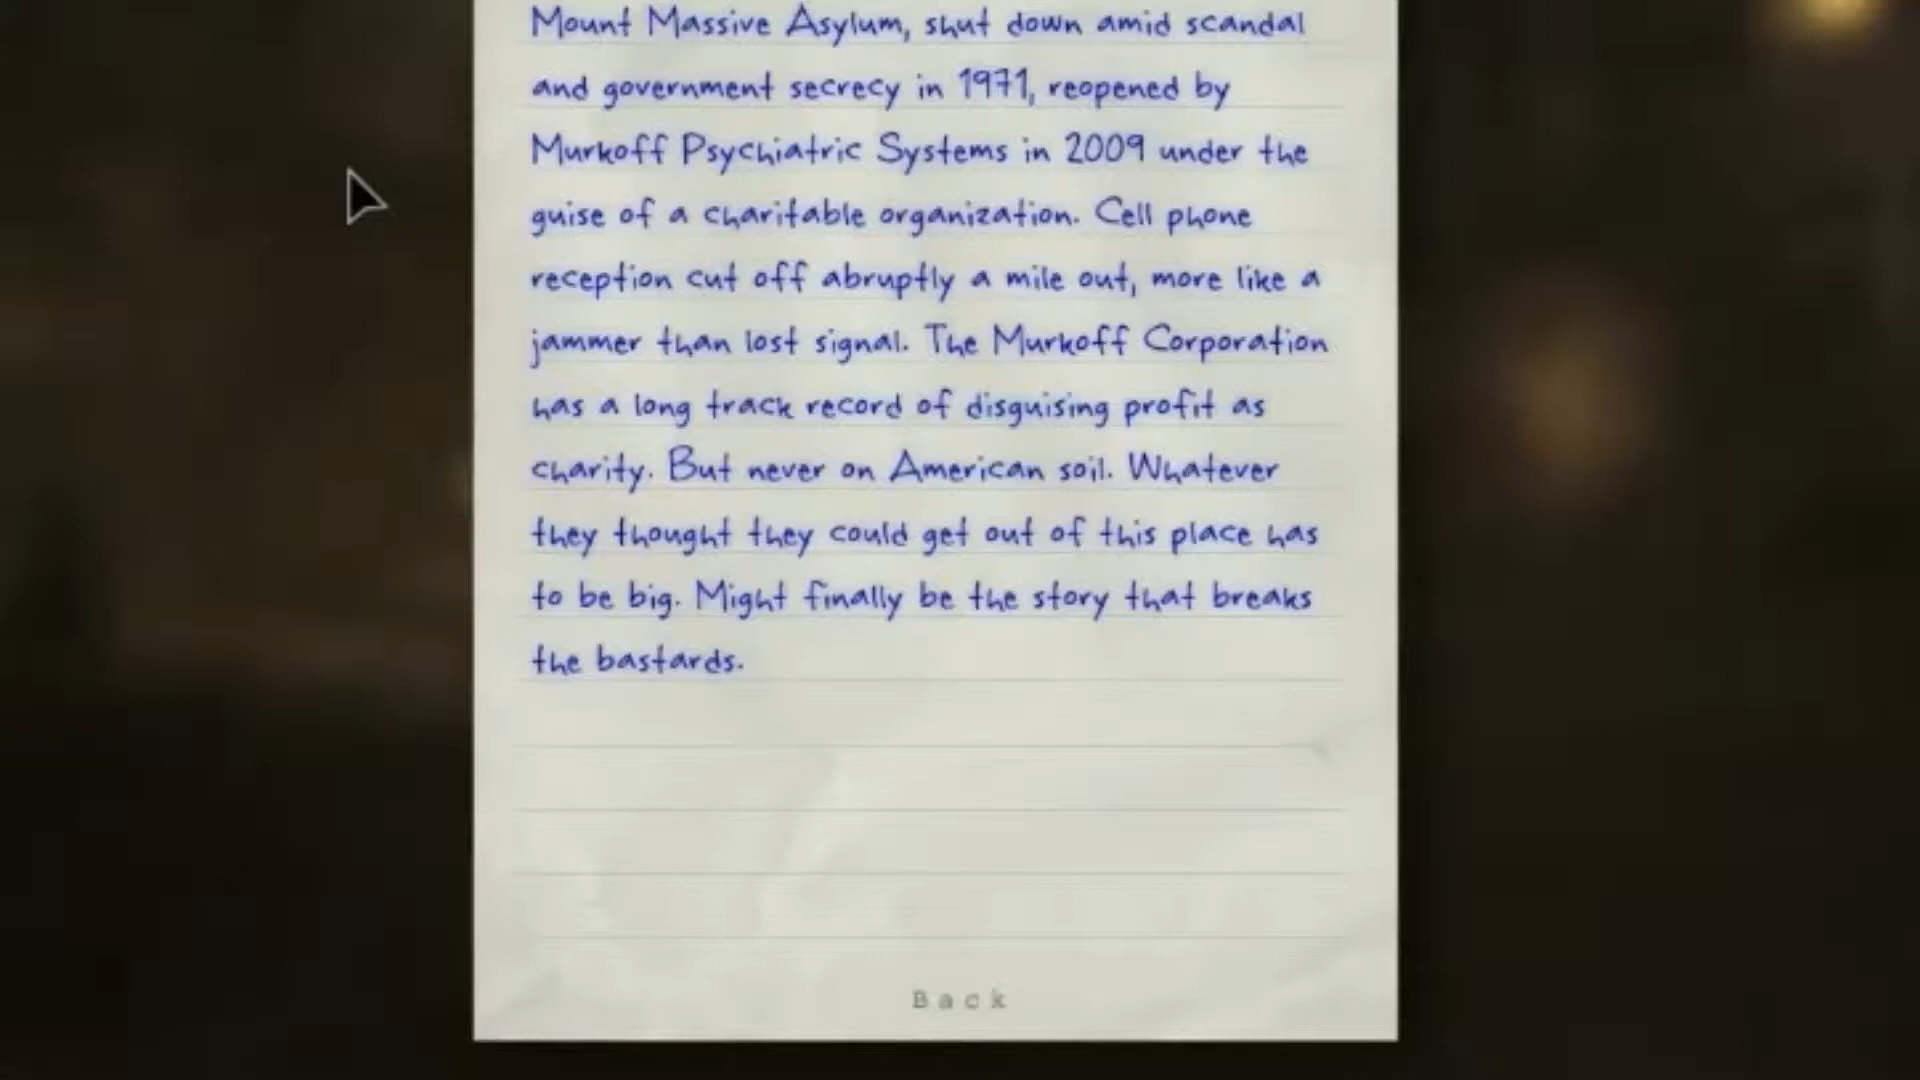 Mount Massive Asylum, shut down amid scandal
and government secrecy in 1971, reopened by
Murkoff Psychiatric Systems in 2009 under the
guise of a charitable organization. Cell phone
reception cut off abruptly a mile out, more like a
jammer than lost signal. The Murkoff Corporation
has a long track record of disguising profit as
charity. But never on American soil. Whatever
they thought they could get out of this place has
to be big. Might finally be the story that breaks
the bastards.
Back